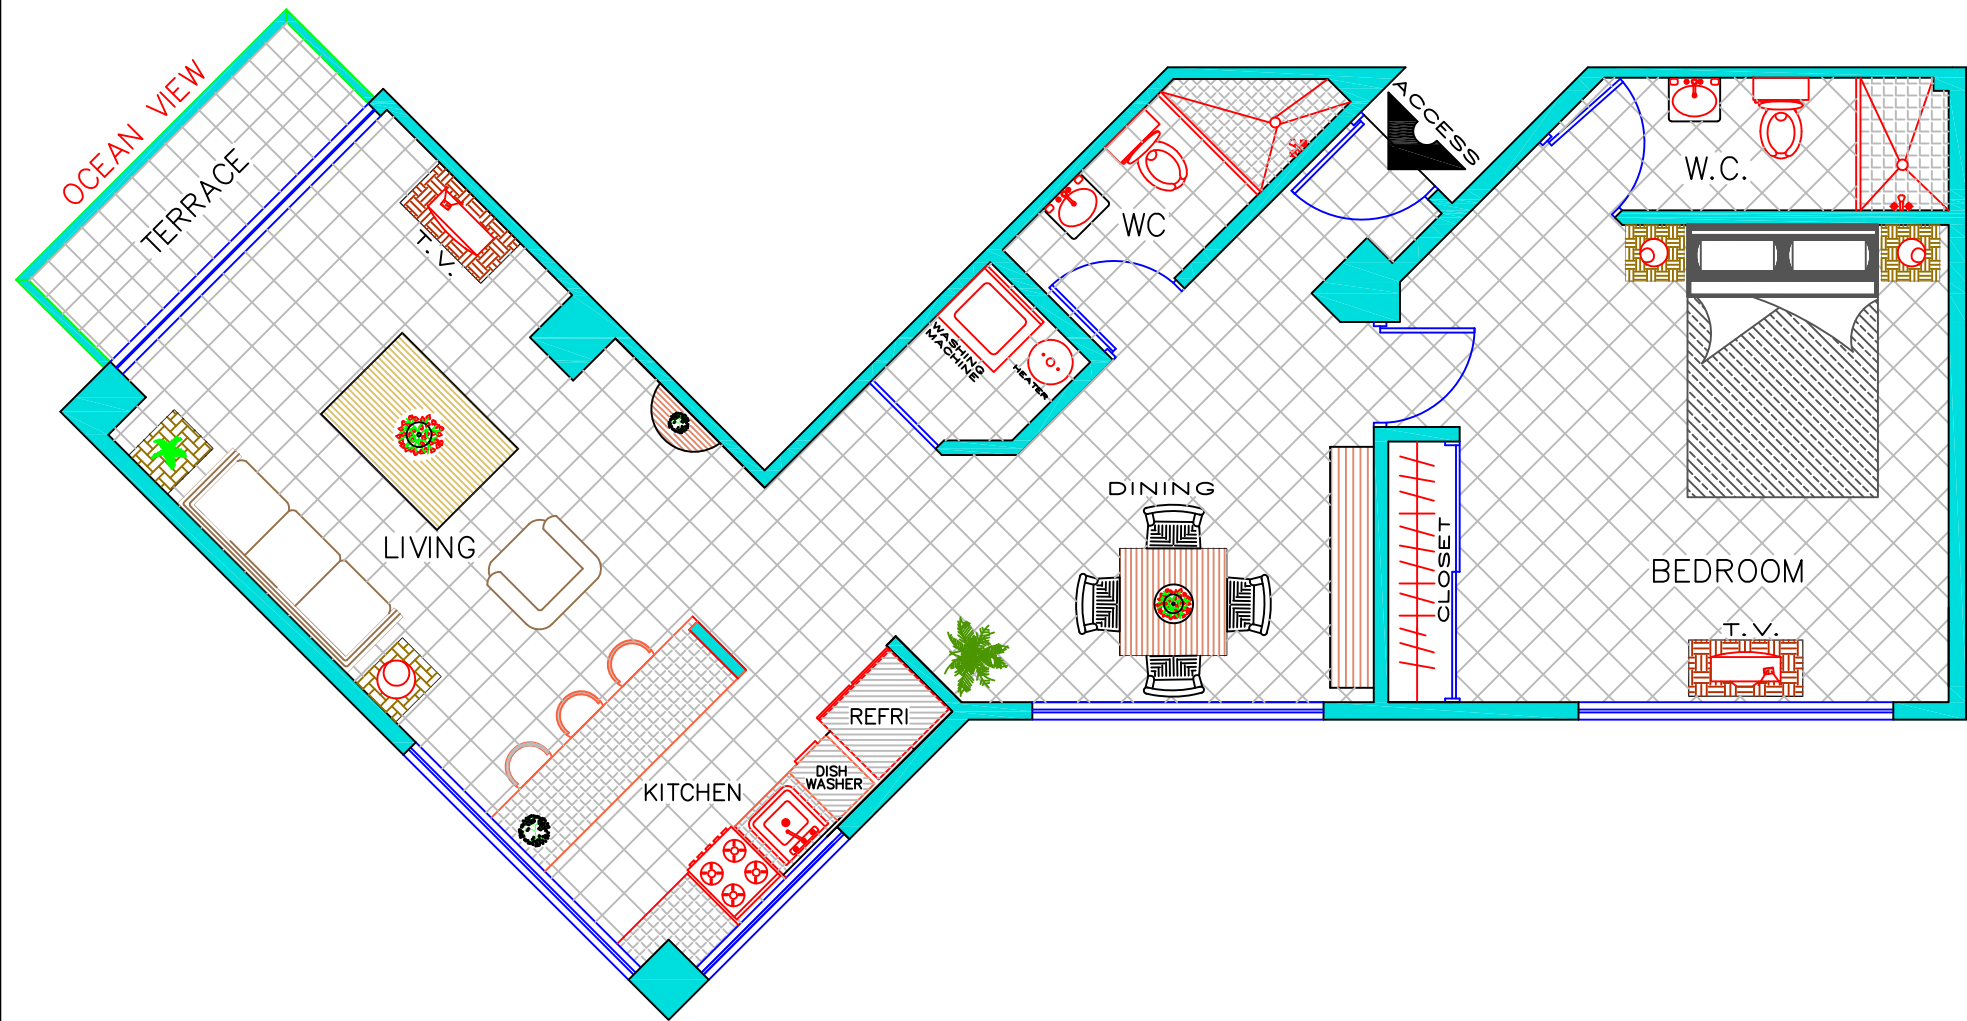 OCEAN VIEW
TERRACE
T.V.
LIVING
KITCHEN
REFRI
DISH
WASHER
WASHING
MACHINE
HEATER
WC
ACCESS
DINING
CLOSET
W.C.
BEDROOM
T.V.